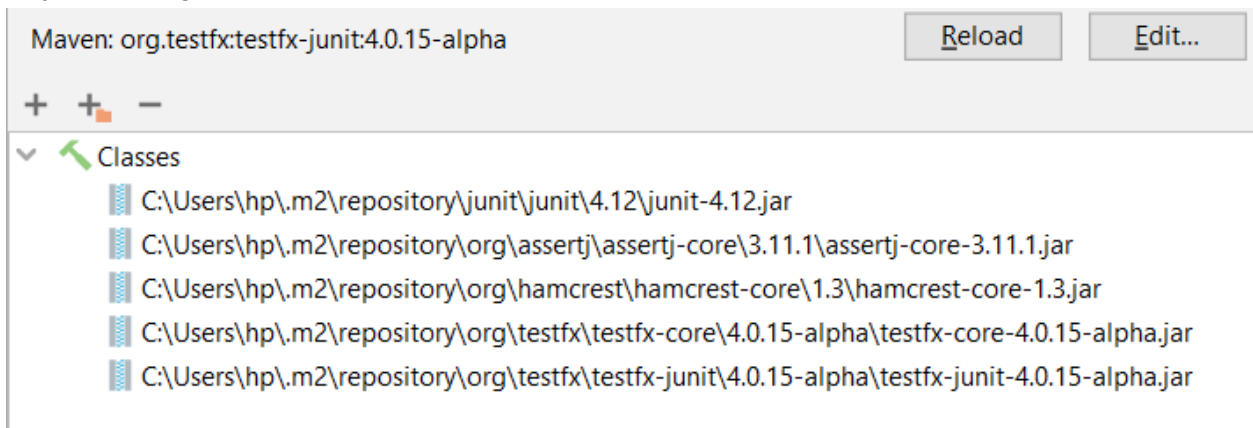 Maven: org.testfx:testfx-junit:4.0.15-alpha
Reload
Edit...
Classes
C:\Users\hp\.m2\repository\junit\junit\4.12\junit-4.12.jar
C:\Users\hp\.m2\repository\org\assertj\assertj-core\3.11.1\assertj-core-3.11.1.jar
C:\Users\hp\.m2\repository\org\hamcrest\hamcrest-core\1.3\hamcrest-core-1.3.jar
C:\Users\hp\.m2\repository\org\testfx\testfx-core\4.0.15-alpha\testfx-core-4.0.15-alpha.jar
C:\Users\hp\.m2\repository\org\testfx\testfx-junit\4.0.15-alpha\testfx-junit-4.0.15-alpha.jar